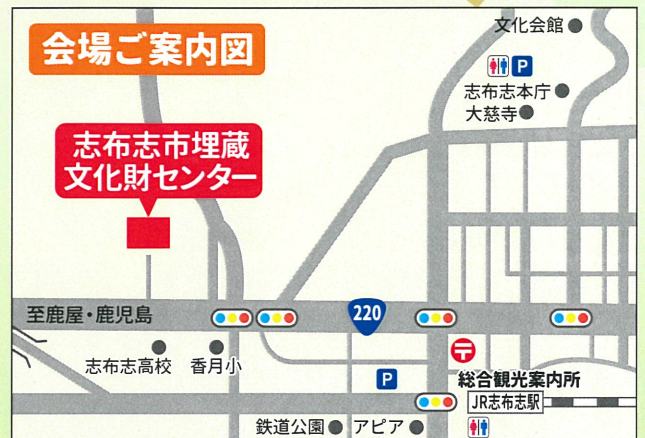 会場ご案内図
文化会館
P
志布志本庁
大慈寺
志布志市埋蔵
文化財センター
至鹿屋・鹿児島
220
志布志高校
香月小
〒
P
総合観光案内所
JR志布志駅
鉄道公園
アピア